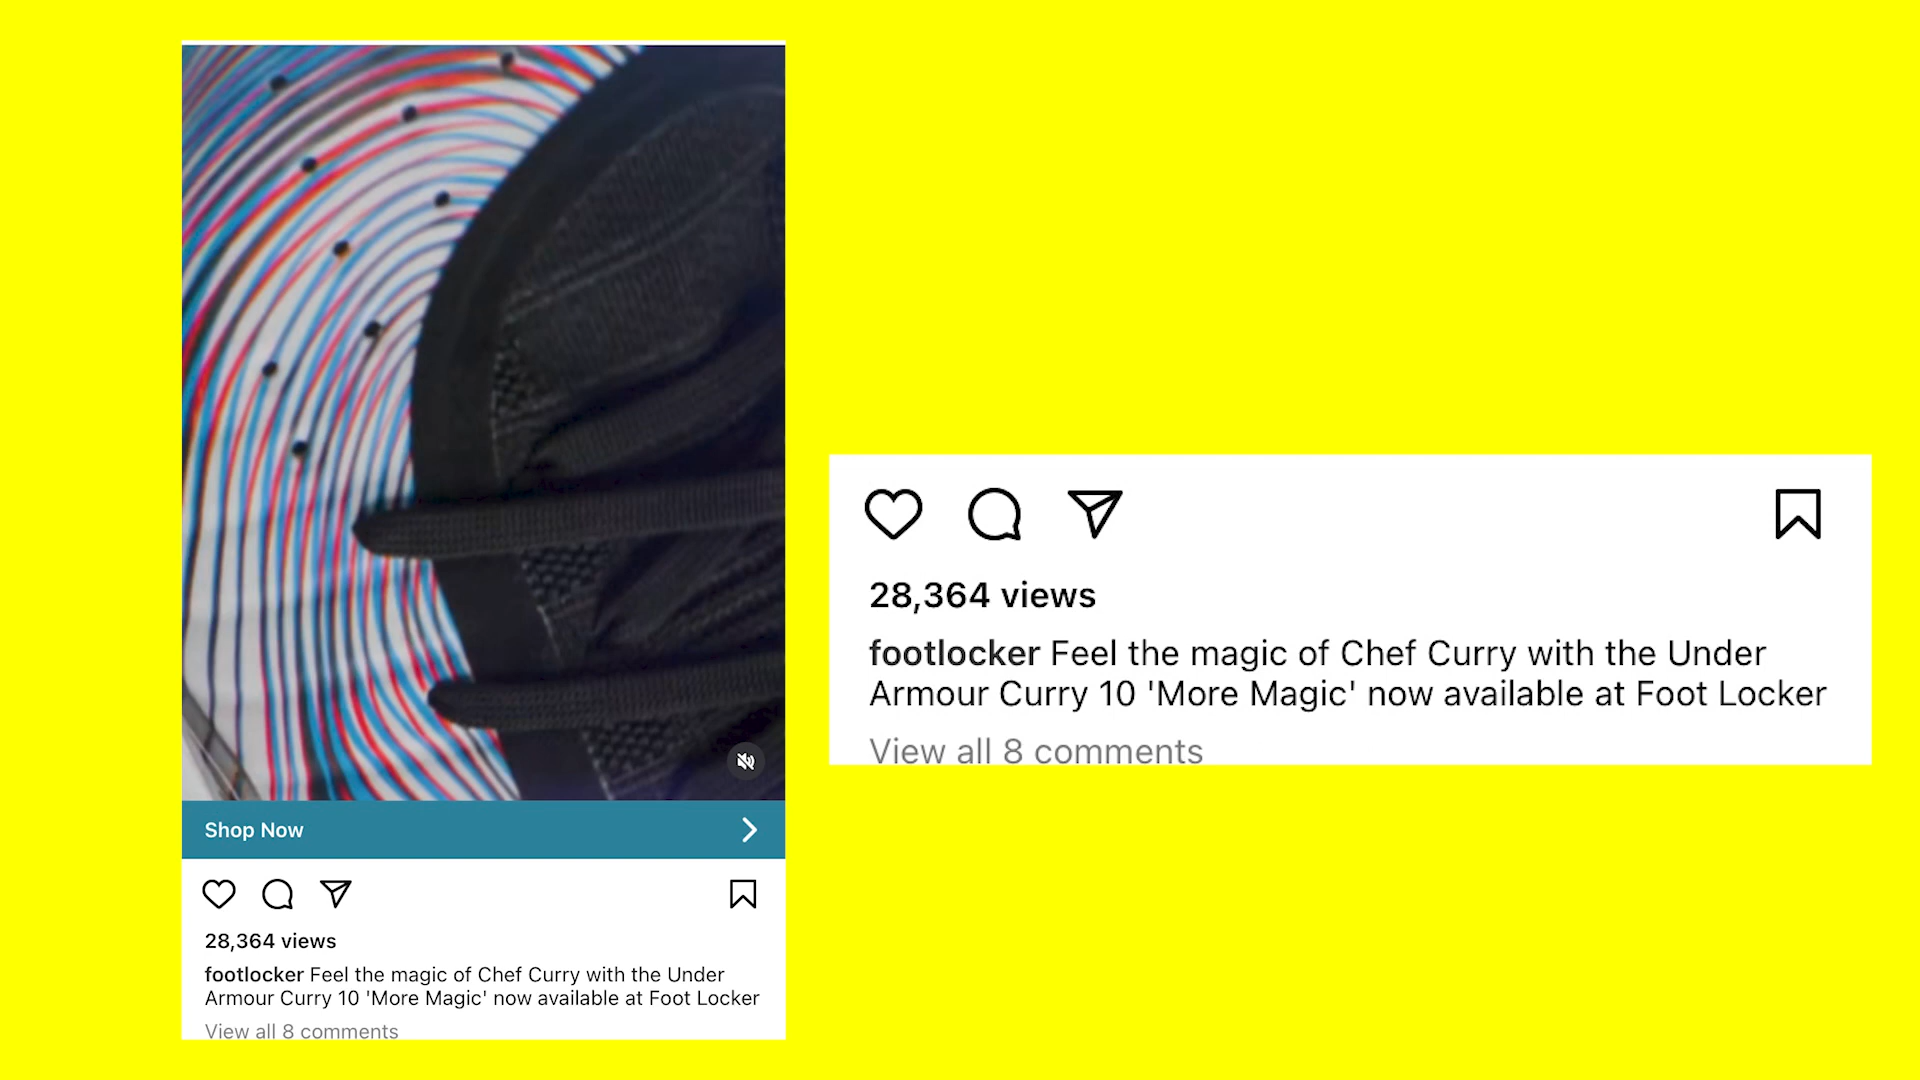 Shop Now
28,364 views
footlocker Feel the magic of Chef Curry with the Under
Armour Curry 10 'More Magic' now available at Foot Locker
View all 8 comments
28,364 views
footlocker Feel the magic of Chef Curry with the Under
Armour Curry 10 'More Magic' now available at Foot Locker
View all 8 comments